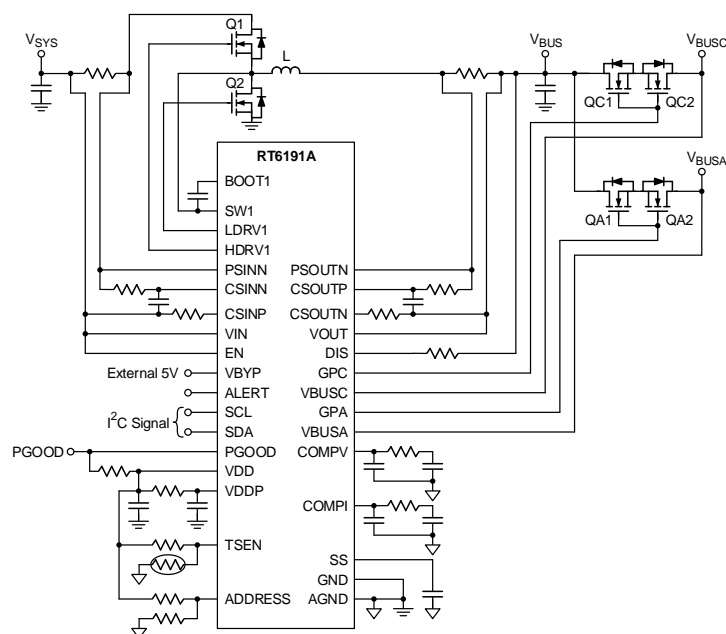 Q1
VSYS
VBUS
VBUSC
L
Q2
QC1
QC2
RT6191A
VBUSA
BOOT1
QA1
QA2
SW1
LDRV1
HDRV1
PSINN
PSOUTN
CSINN
CSOUTP
CSINP
CSOUTN
VIN
VOUT
EN
DIS
External 5V
VBYP
GPC
ALERT
VBUSC
I2C Signal
SCL
GPA
SDA
VBUSA
PGOOD
PGOOD
COMPV
VDD
VDDP
COMPI
TSEN
SS
GND
ADDRESS
AGND